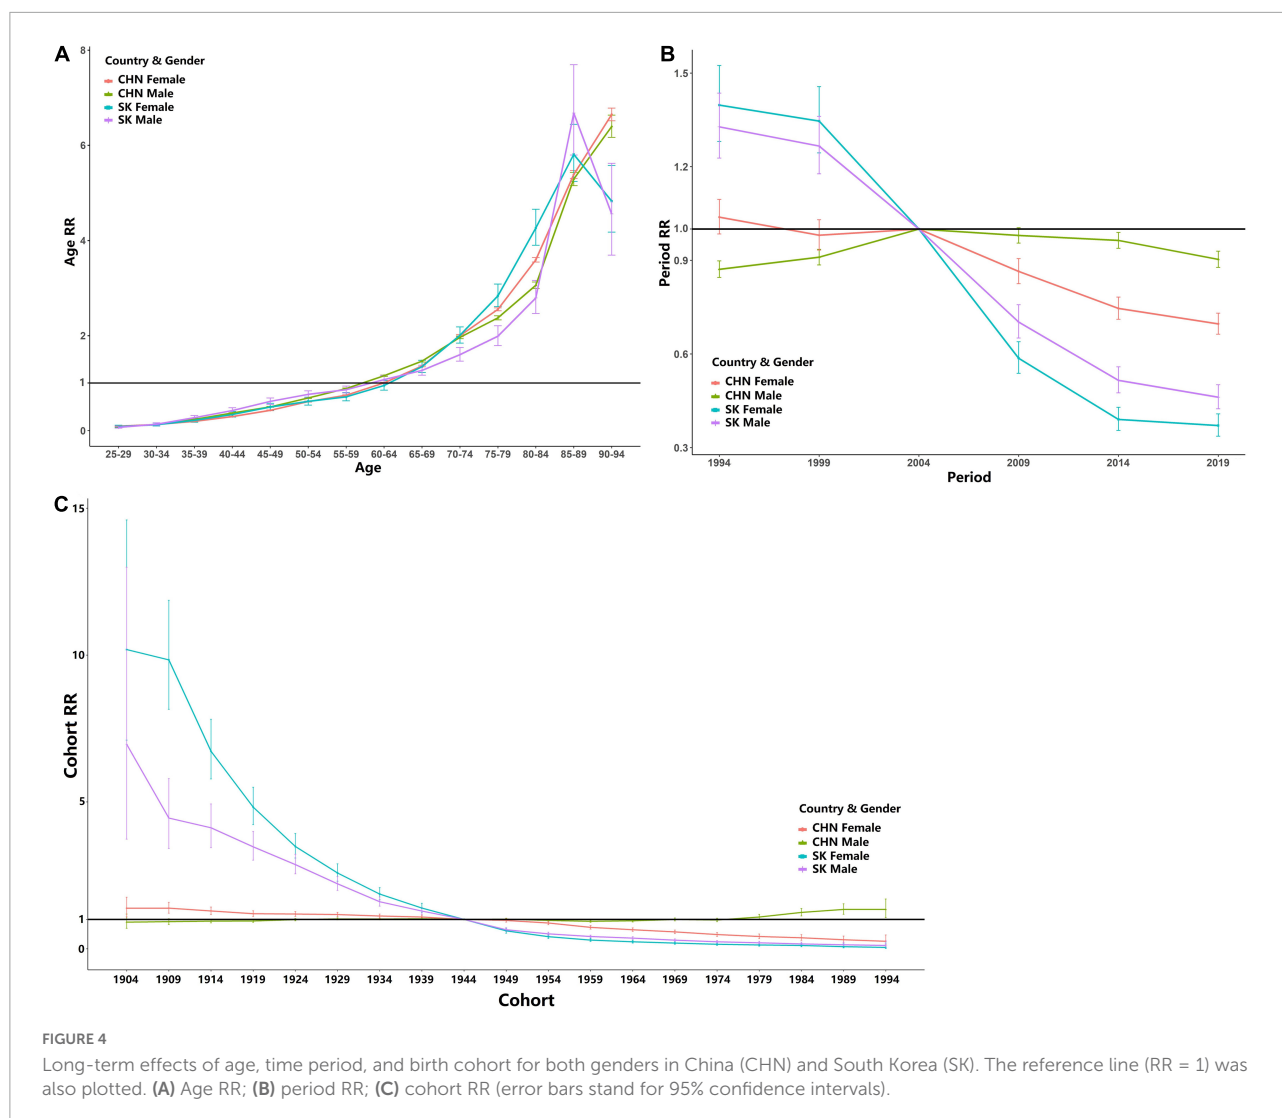 A
Country & Gender
CHN Female
CHN Male
SK Female
SK Male
8
6
4
2
1
0
Age RR
25-29 30-34 35-39 40-44 45-49 50-54 55-59 60-64 65-69 70-74 75-79 80-84 85-89 90-94
Age
B
1.5
1.2
1.0
0.9
0.6
0.3
Period RR
Country & Gender
CHN Female
CHN Male
SK Female
SK Male
1994 1999 2004 2009 2014 2019
Period
C
15
10
5
1
0
Cohort RR
Country & Gender
CHN Female
CHN Male
SK Female
SK Male
1904 1909 1914 1919 1924 1929 1934 1939 1944 1949 1954 1959 1964 1969 1974 1979 1984 1989 1994
Cohort
FIGURE 4
Long-term effects of age, time period, and birth cohort for both genders in China (CHN) and South Korea (SK). The reference line (RR = 1) was
also plotted. (A) Age RR; (B) period RR; (C) cohort RR (error bars stand for 95% confidence intervals).